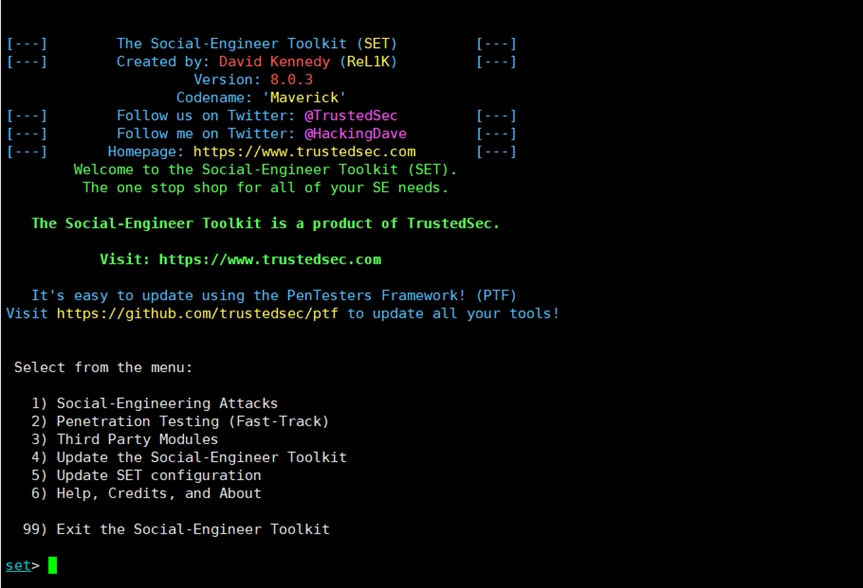 [---] The Social-Engineer Toolkit (SET) [---]
[---] Created by: David Kennedy (ReL1K) [---]
Version: 8.0.3
Codename: 'Maverick'
[---] Follow us on Twitter: @TrustedSec [---]
[---] Follow me on Twitter: @HackingDave [---]
[---] Homepage: https://www.trustedsec.com [---]
Welcome to the Social-Engineer Toolkit (SET).
The one stop shop for all of your SE needs.
The Social-Engineer Toolkit is a product of TrustedSec.
Visit: https://www.trustedsec.com
It's easy to update using the PenTesters Framework! (PTF)
Visit https://github.com/trustedsec/ptf to update all your tools!
Select from the menu:
1) Social-Engineering Attacks
2) Penetration Testing (Fast-Track)
3) Third Party Modules
4) Update the Social-Engineer Toolkit
5) Update SET configuration
6) Help, Credits, and About
99) Exit the Social-Engineer Toolkit
set>